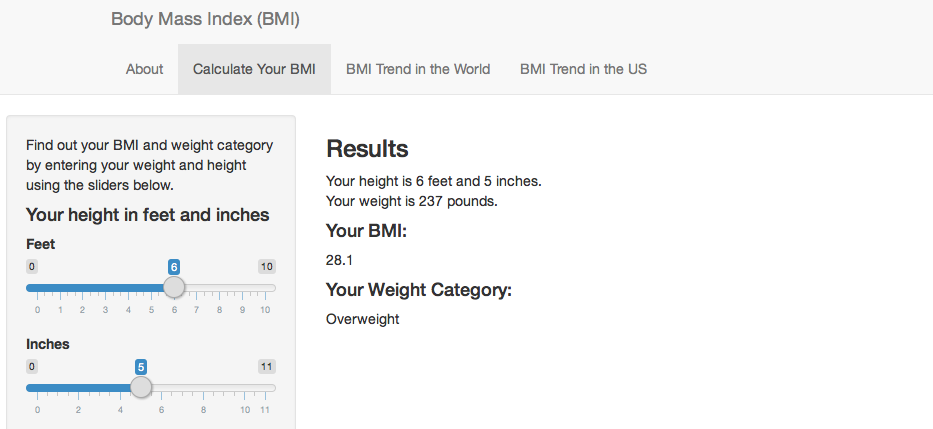 Body Mass Index (BMI)
About Calculate Your BMI BMI Trend in the World BMI Trend in the US
Find out your BMI and weight category
by entering your weight and height
using the sliders below.
Your height in feet and inches
Feet
0 6 10
0 1 2 3 4 5 6 7 8 9 10
Inches
0 5 11
0 2 4 6 8 10 11
Results
Your height is 6 feet and 5 inches.
Your weight is 237 pounds.
Your BMI:
28.1
Your Weight Category:
Overweight